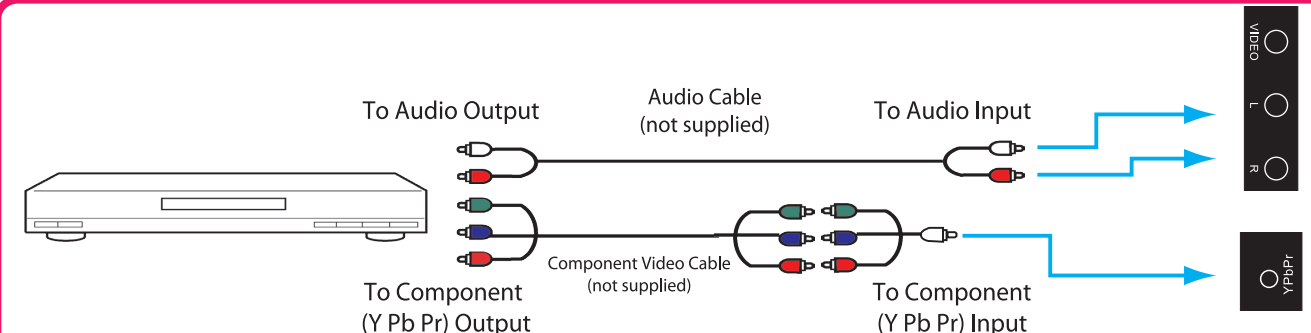 To Audio Output
Audio Cable
(not supplied)
To Audio Input
VIDEO
L
R
Component Video Cable
(not supplied)
To Component
(Y Pb Pr) Output
To Component
(Y Pb Pr) Input
YPbPr